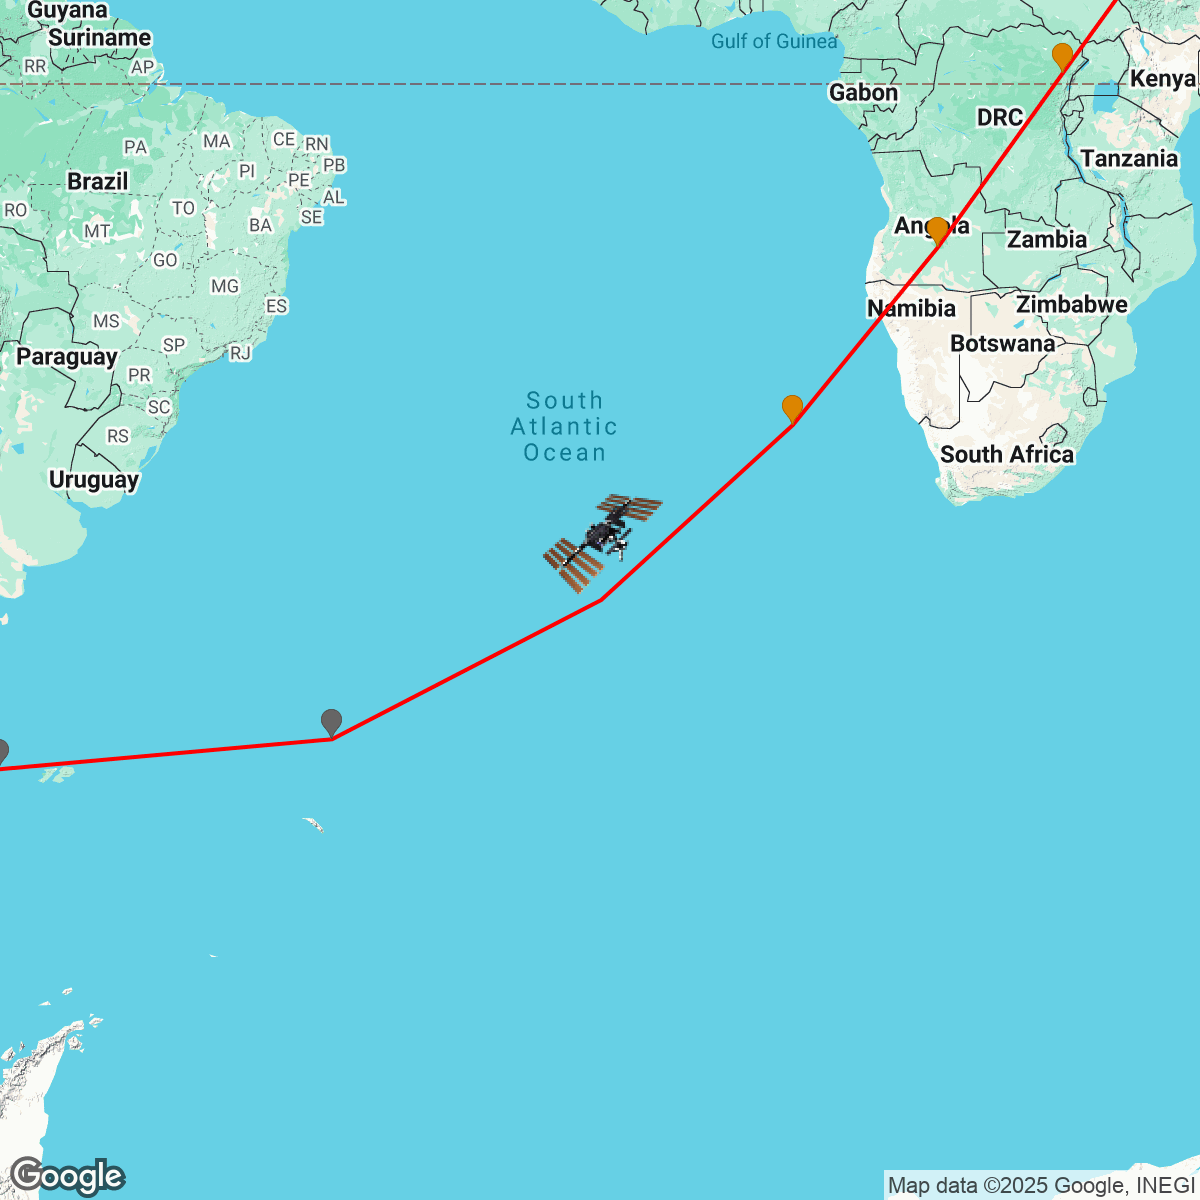 Guyana
Suriname
RR
AP
Gulf of Guinea
Gabon
Kenya
DRC
PA
MA
CE
RN
PI
PB
PE
Tanzania
Brazil
AL
RO
TO
SE
MT
BA
Angola
Zambia
GO
MG
ES
Namibia
Zimbabwe
MS
SP
RJ
Botswana
Paraguay
PR
SC
South
Atlantic
Ocean
RS
South Africa
Uruguay
Google
Map data ©2025 Google, INEGI